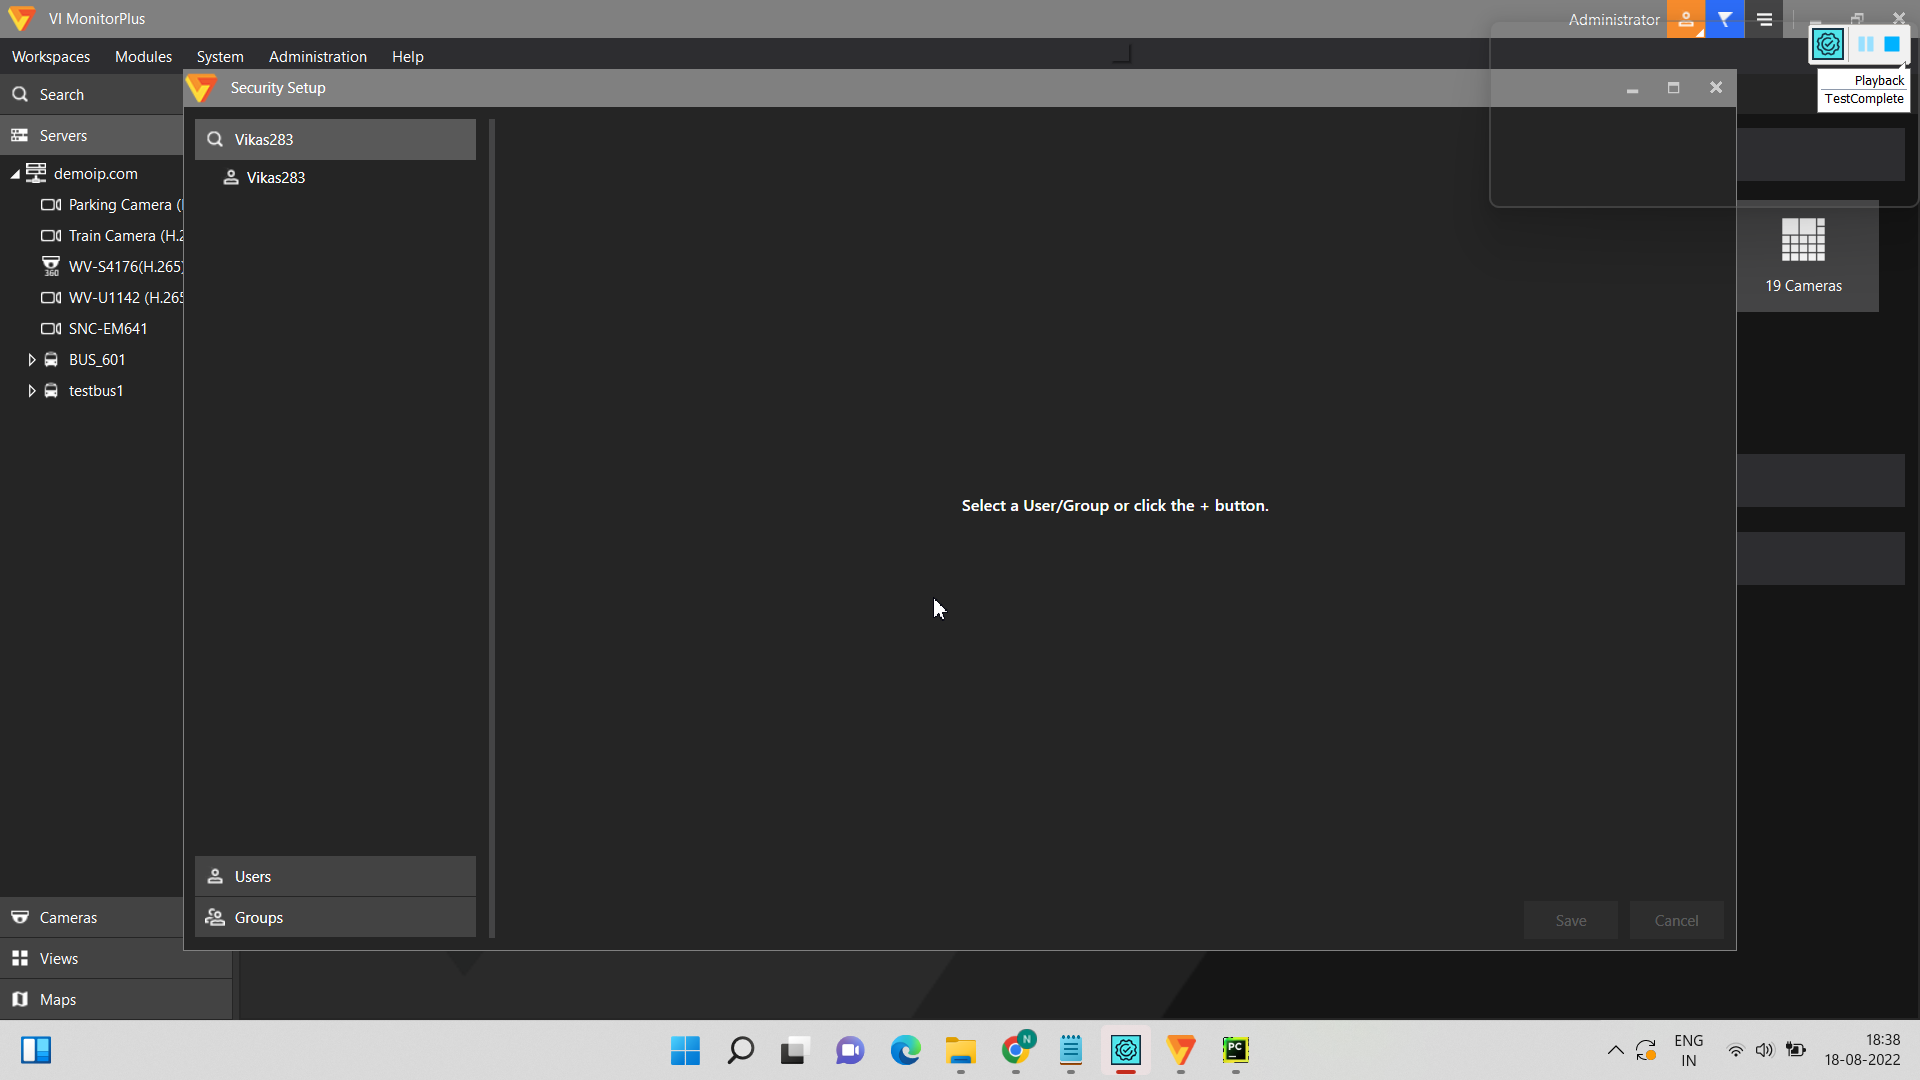 VI MonitorPlus
Administrator
Workspaces Modules System Administration Help
Playback
TestComplete
Search
Servers
demoip.com
Parking Camera (
Train Camera (H.2
360 WV-S4176(H.265)
WV-U1142 (H.265
SNC-EM641
BUS_601
testbus1
Cameras
Views
Maps
Security Setup
Vikas283
Vikas283
Select a User/Group or click the + button.
Users
Groups
Save Cancel
19 Cameras
N
PC
ENG
IN
18:38
18-08-2022